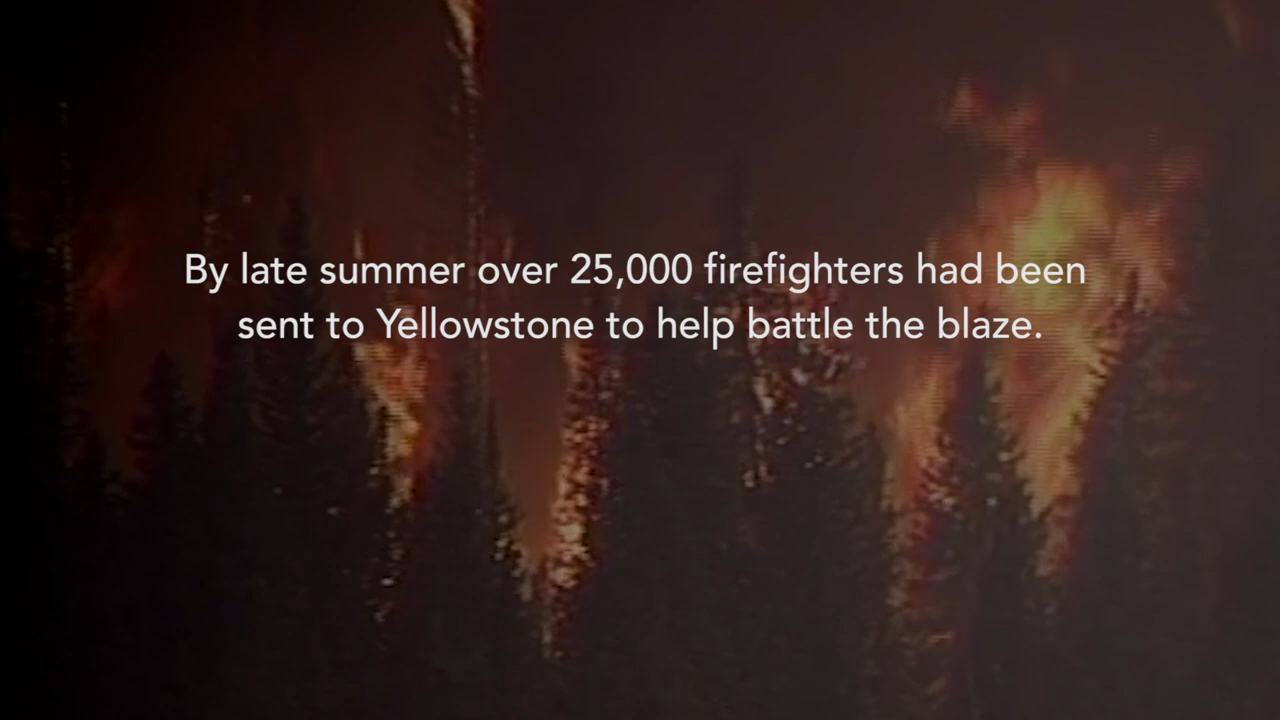 By late summer over 25,000 firefighters had been
sent to Yellowstone to help battle the blaze.